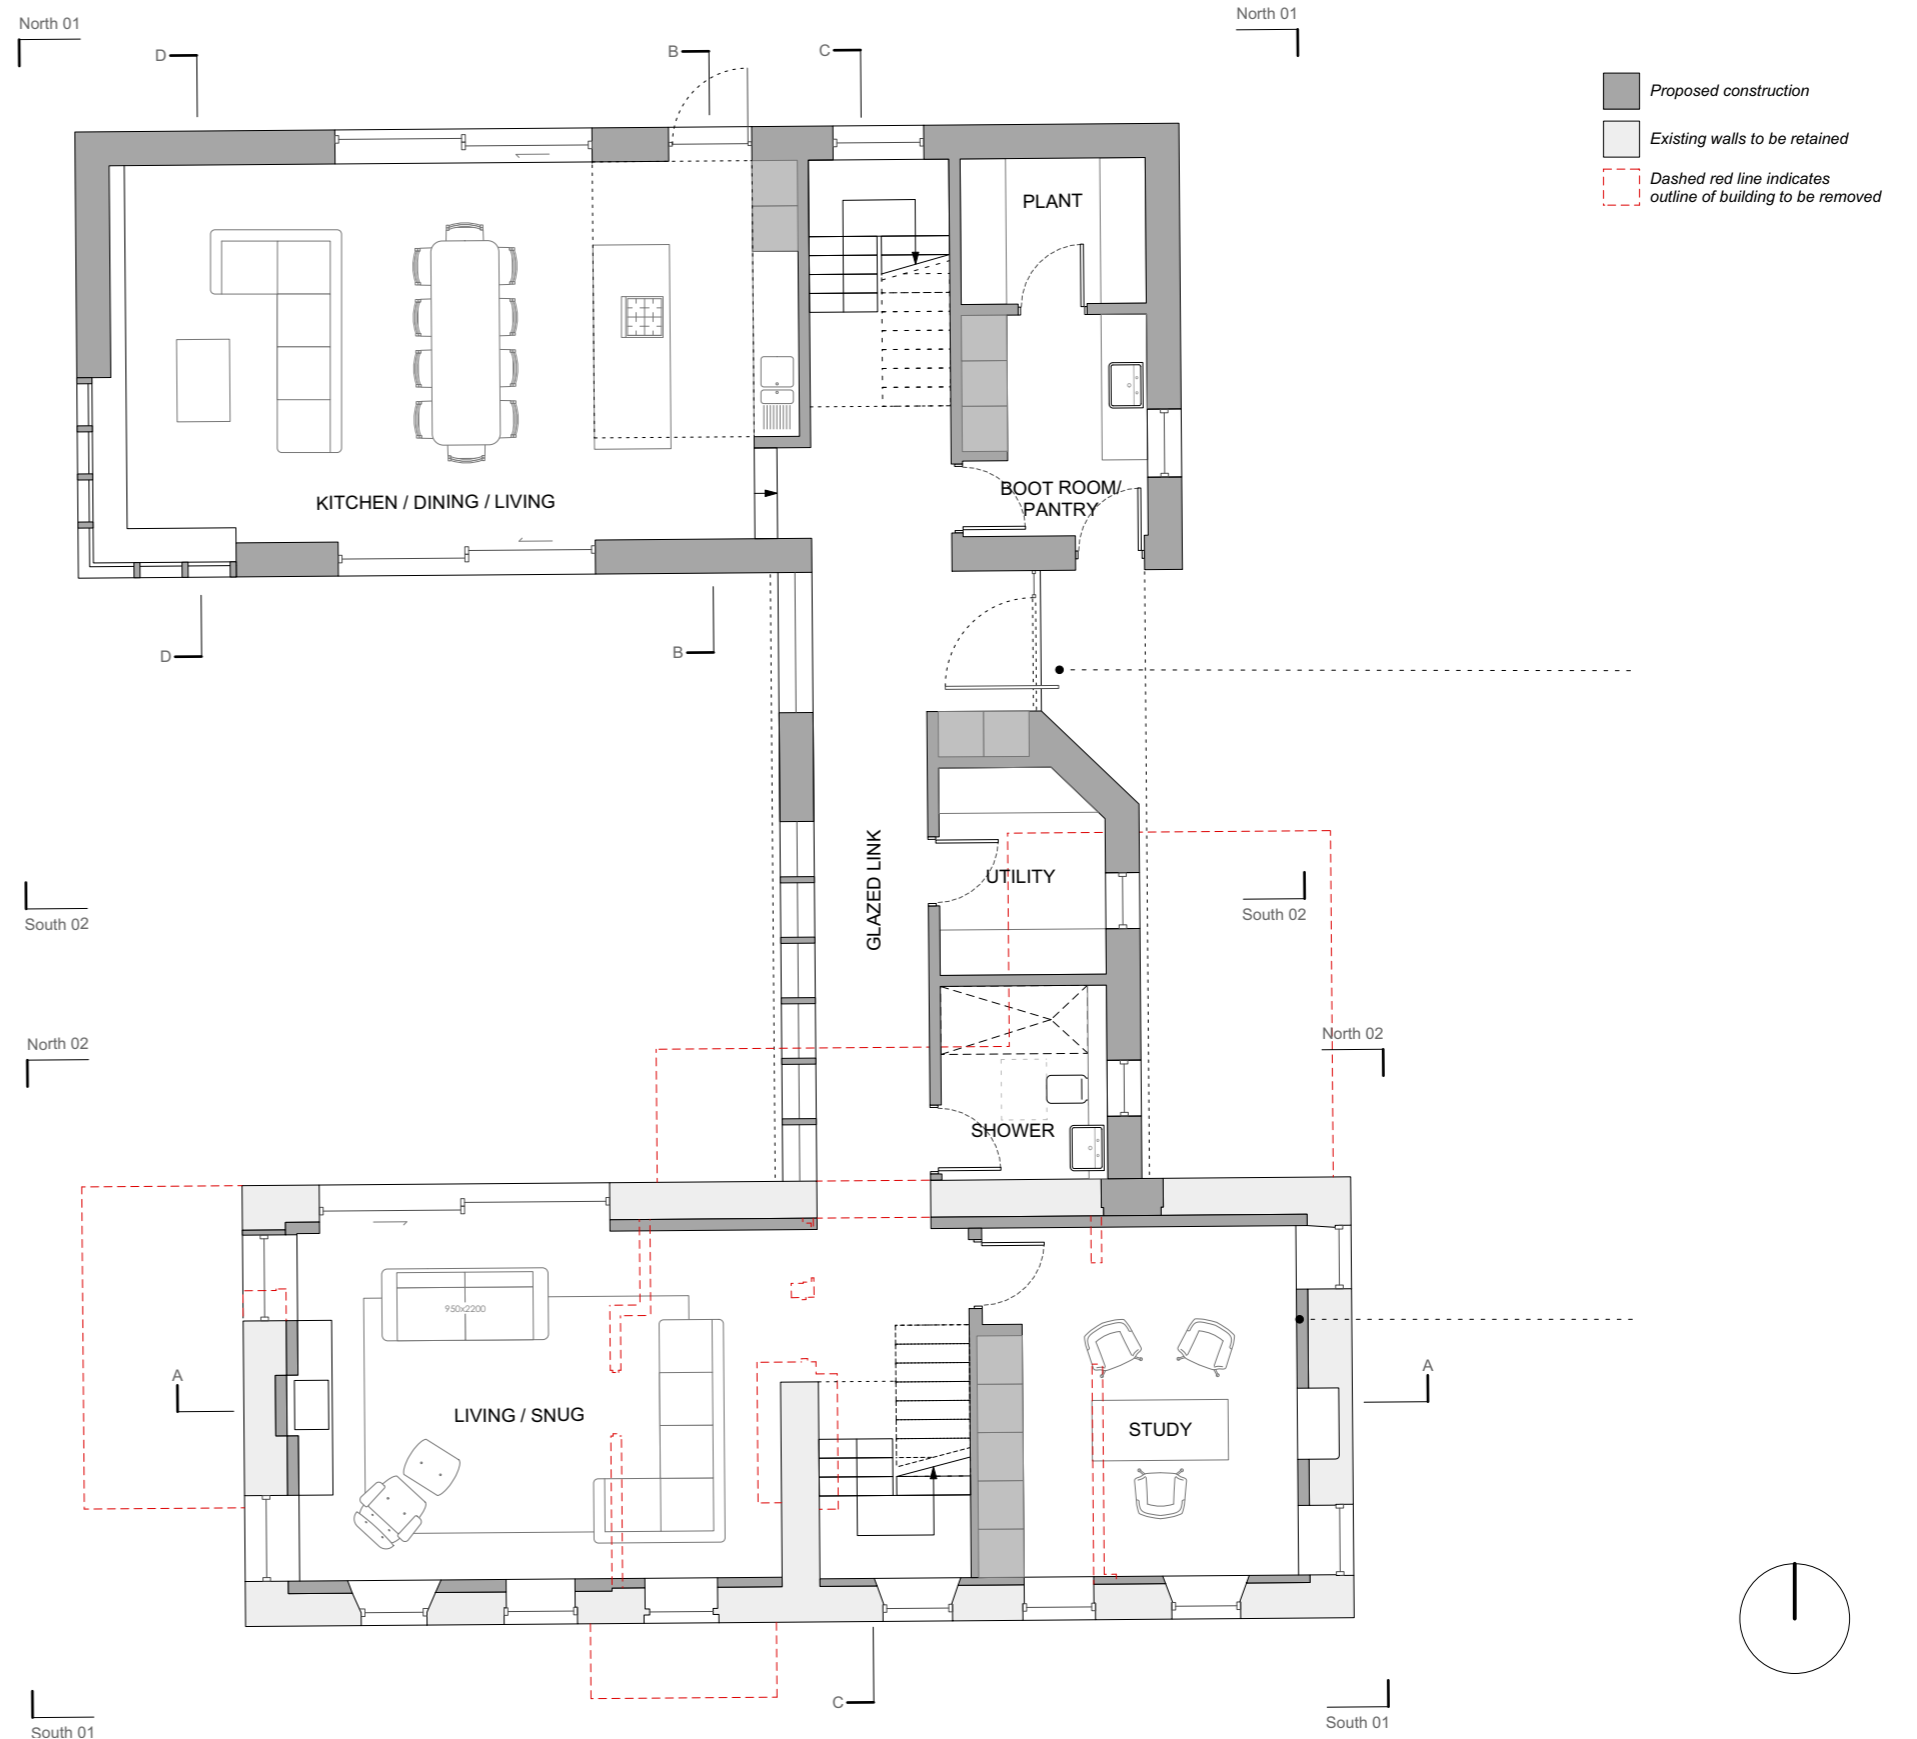 North 01
North 01
D
B
C
Proposed construction
Existing walls to be retained
Dashed red line indicates
outline of building to be removed
PLANT
KITCHEN / DINING / LIVING
BOOT ROOM/
PANTRY
D
B
GLAZED LINK
UTILITY
South 02
South 02
North 02
North 02
SHOWER
950x2200
A
A
LIVING / SNUG
STUDY
C
South 01
South 01